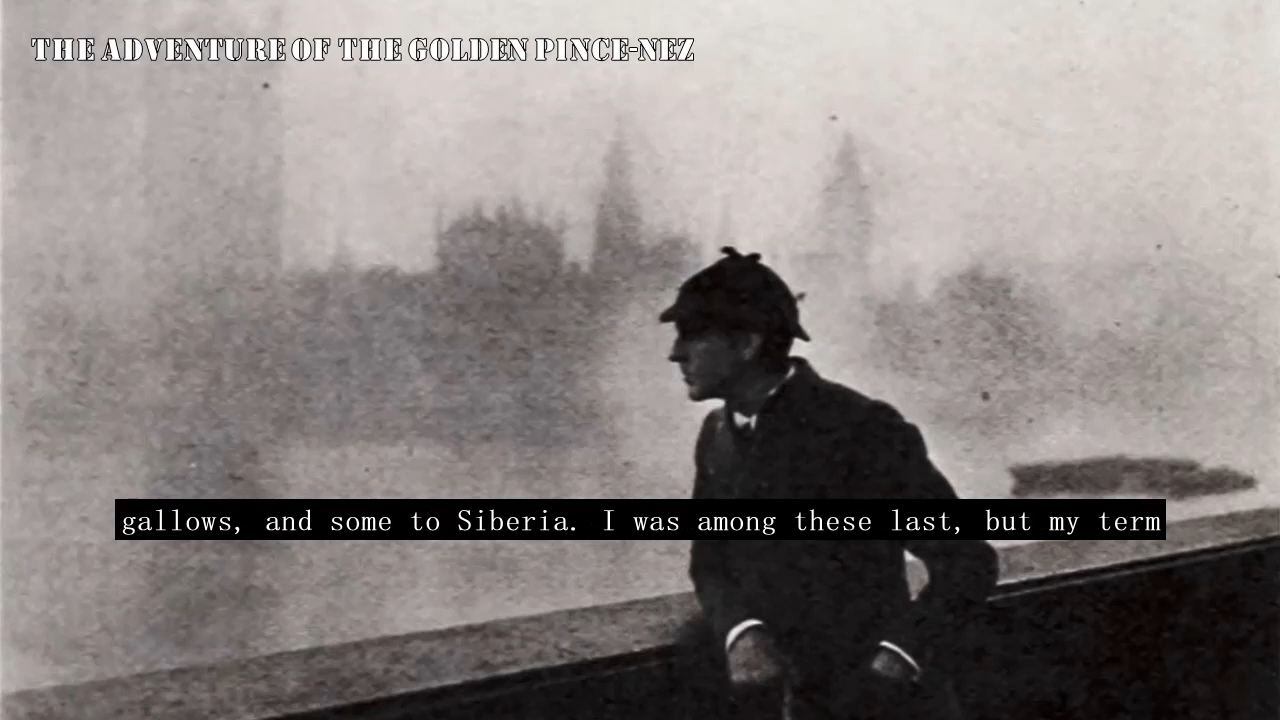 THE ADVENTURE OF THE GOLDEN PINCE-NEZ
gallows, and some to Siberia. I was among these last, but my term